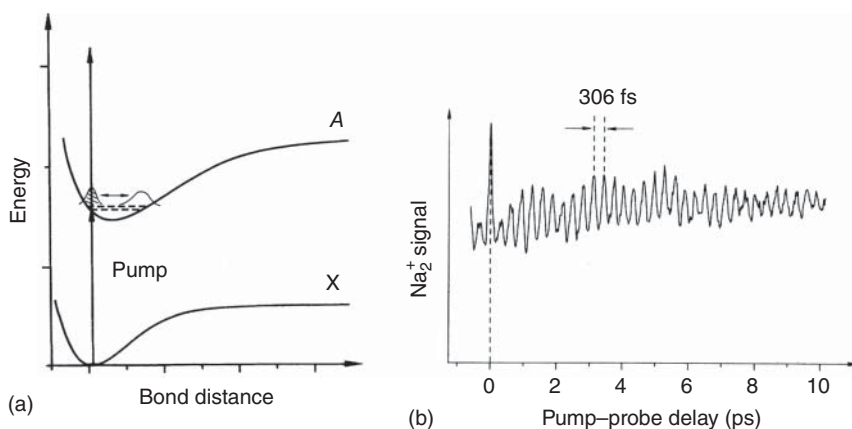 Energy
A
Pump
X
(a)
Bond distance
306 fs
Na₂⁺ signal
0 2 4 6 8 10
(b)
Pump–probe delay (ps)